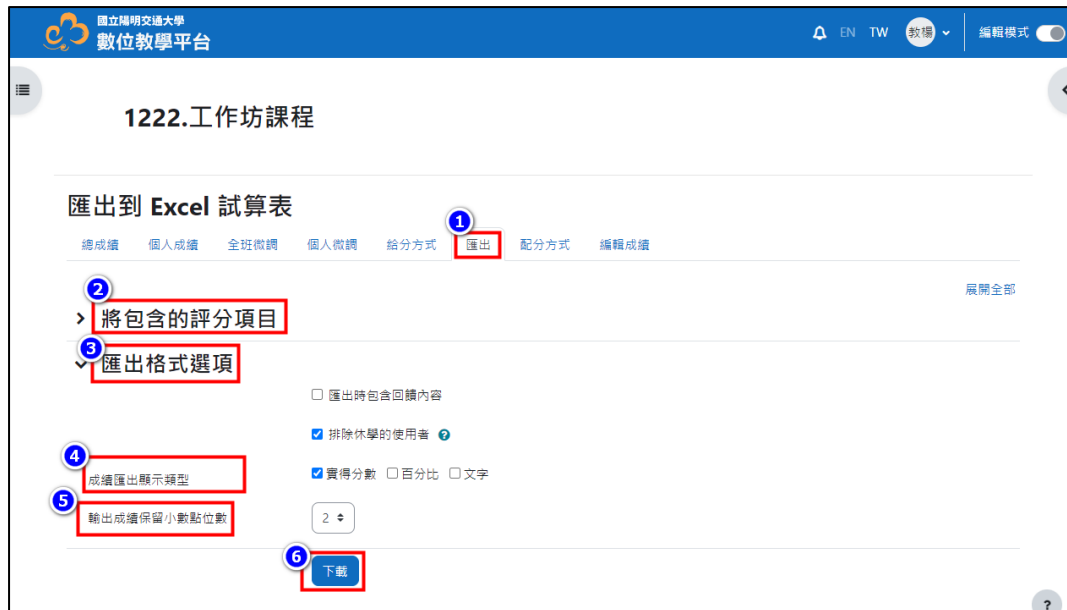 國立陽明交通大學
數位教學平台
EN TW 教楊 編輯模式
1222.工作坊課程
匯出到 Excel 試算表
1
總成績 個人成績 全班微調 個人微調 給分方式 匯出 配分方式 編輯成績
展開全部
2
將包含的評分項目
3
匯出格式選項
匯出時包含回饋內容
排除休學的使用者 ?
4
成績匯出顯示類型 實得分數 百分比 文字
5
輸出成績保留小數點位數 2
6
下載
?